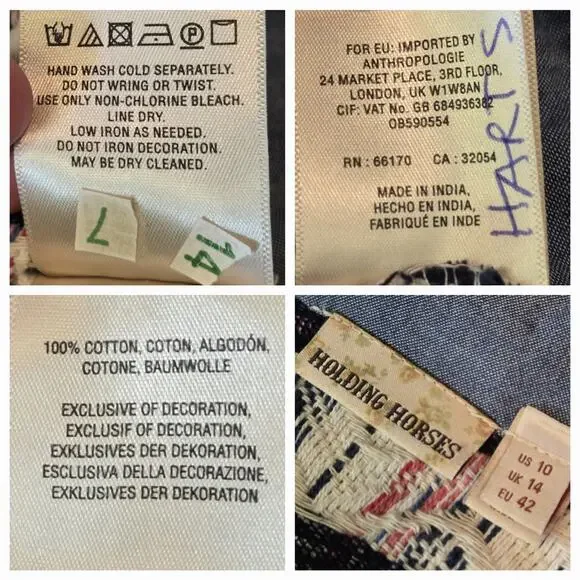 HAND WASH COLD SEPARATELY.
DO NOT WRING OR TWIST.
USE ONLY NON-CHLORINE BLEACH.
LINE DRY.
LOW IRON AS NEEDED.
DO NOT IRON DECORATION.
MAY BE DRY CLEANED.
7
14
FOR EU: IMPORTED BY
ANTHROPOLOGIE
24 MARKET PLACE, 3RD FLOOR,
LONDON, UK W1W8AN
CIF: VAT No. GB 684936382
OB590554
RN : 66170 CA : 32054
MADE IN INDIA,
HECHO EN INDIA,
FABRIQUÉ EN INDE
HARTS
100% COTTON, COTON, ALGODÓN,
COTONE, BAUMWOLLE
EXCLUSIVE OF DECORATION,
EXCLUSIF OF DECORATION,
EXKLUSIVES DER DEKORATION,
ESCLUSIVA DELLA DECORAZIONE,
EXKLUSIVES DER DEKORATION
HOLDING HORSES
US 10
UK 14
EU 42